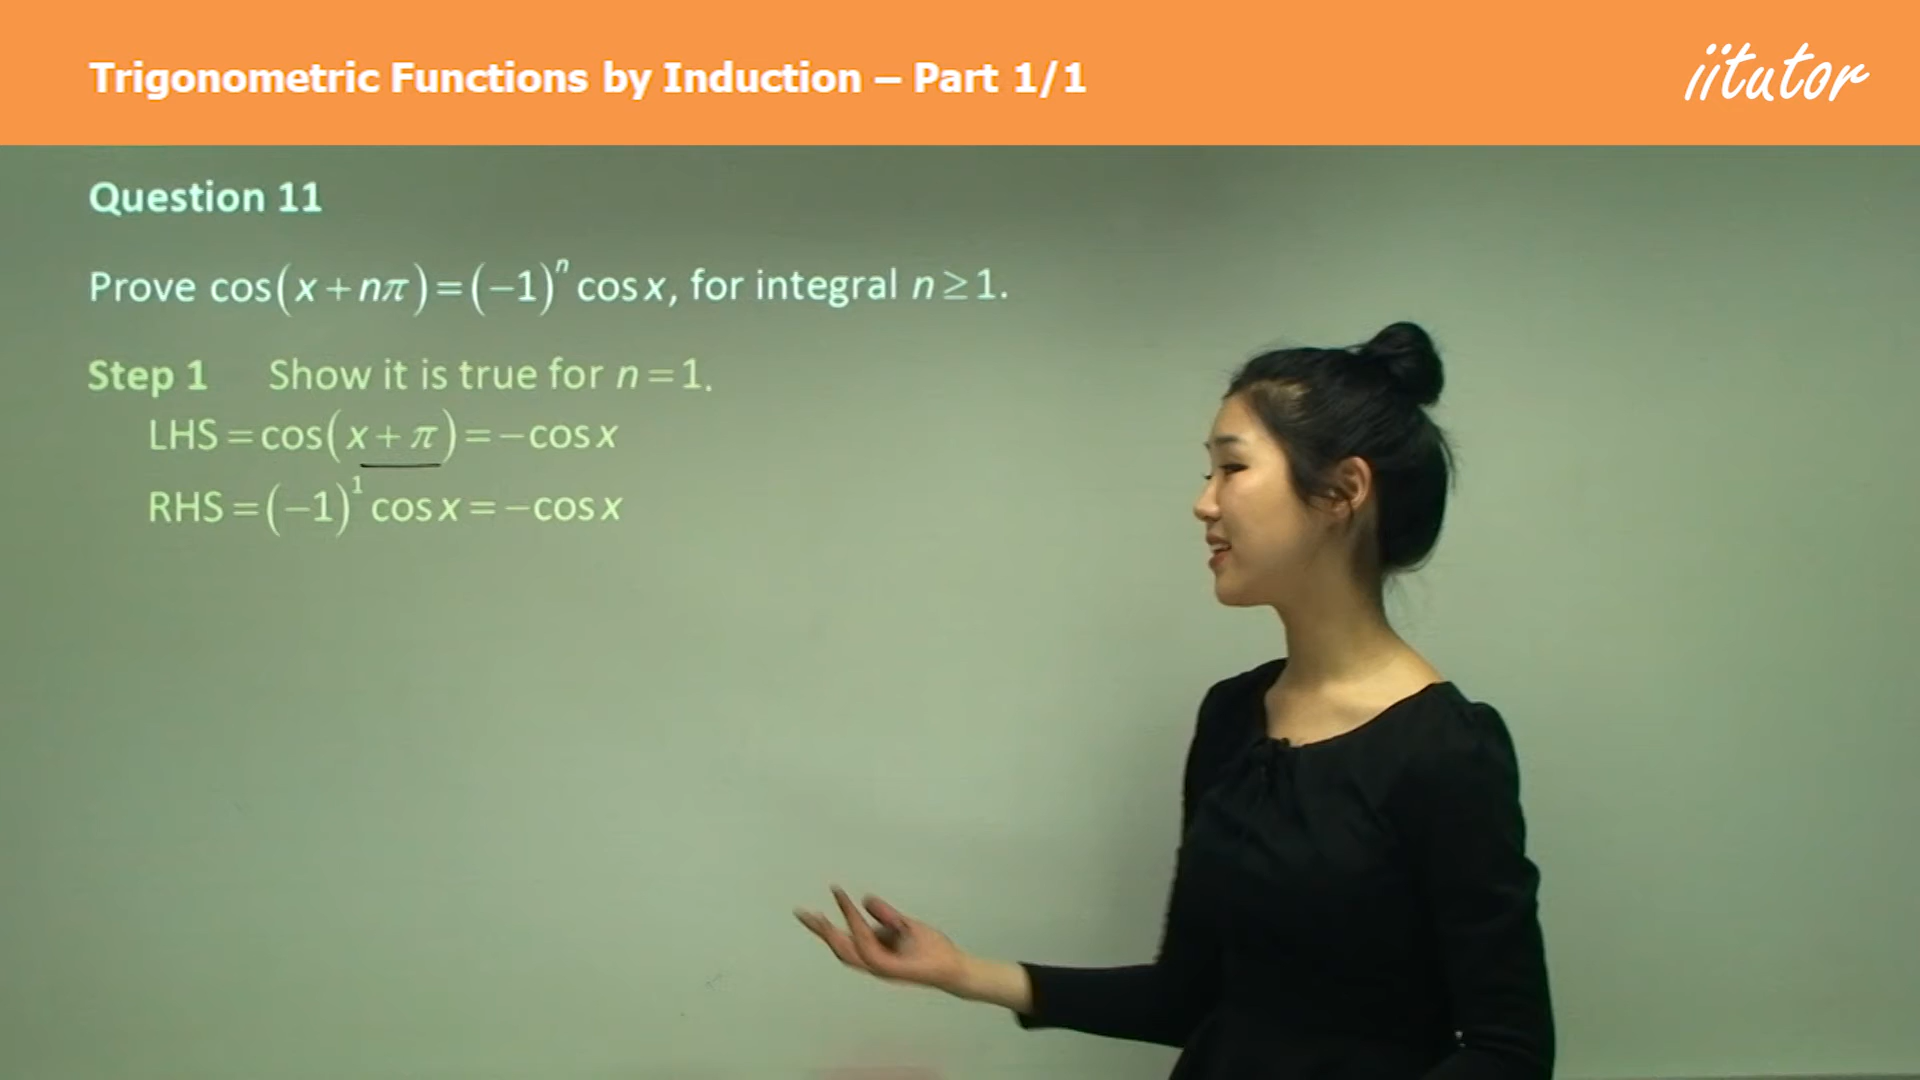 Trigonometric Functions by Induction – Part 1/1
iitutor
Question 11
Prove cos(x+nπ)=(−1)ⁿ cos x, for integral n≥1.
Step 1 Show it is true for n=1.
LHS=cos(x+π)=−cos x
RHS=(−1)¹ cos x=−cos x